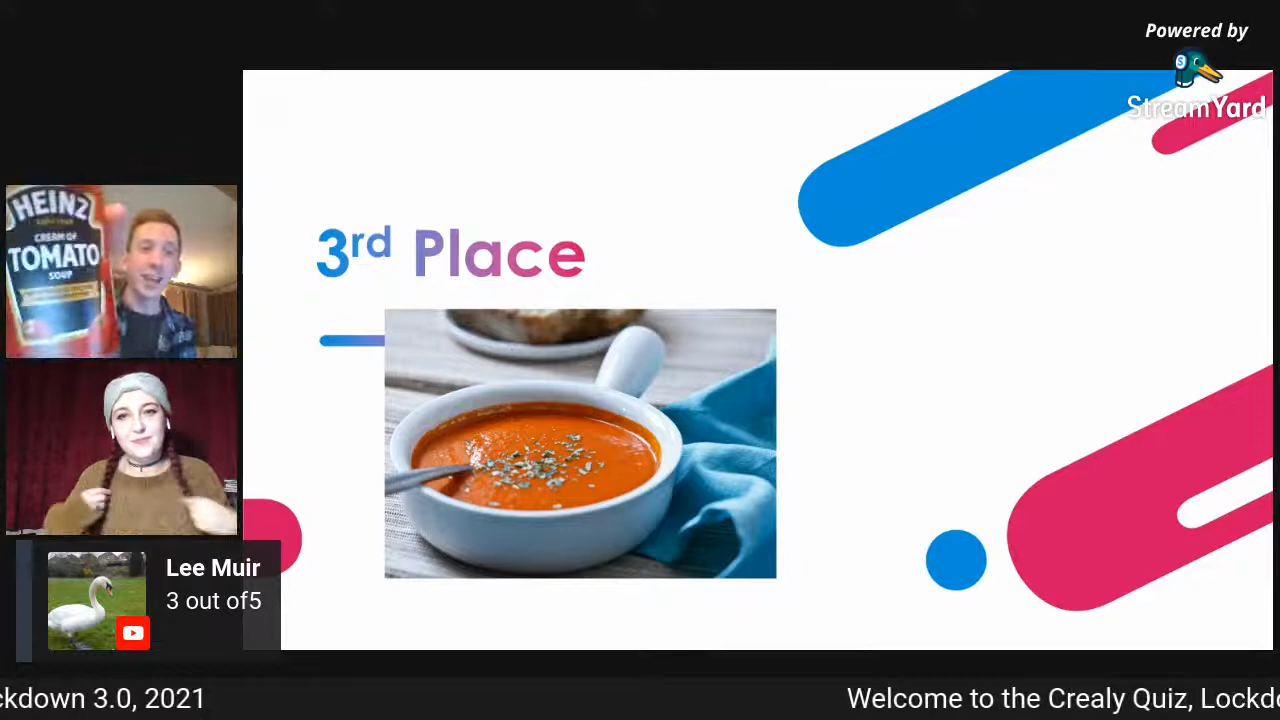 Powered by
StreamYard
HEINZ
CREAM OF
TOMATO
SOUP
3rd Place
Lee Muir
3 out of5
ckdown 3.0, 2021
Welcome to the Crealy Quiz, Lockdo